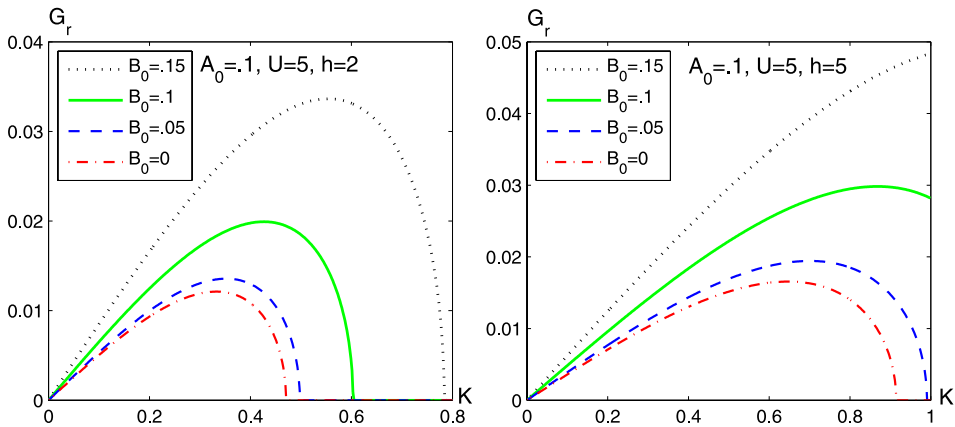 G_r
0.04
0.03
0.02
0.01
0
B_0=.15
B_0=.1
B_0=.05
B_0=0
A_0=.1, U=5, h=2
0 0.2 0.4 0.6 0.8
K
G_r
0.05
0.04
0.03
0.02
0.01
0
B_0=.15
B_0=.1
B_0=.05
B_0=0
A_0=.1, U=5, h=5
0 0.2 0.4 0.6 0.8 1
K